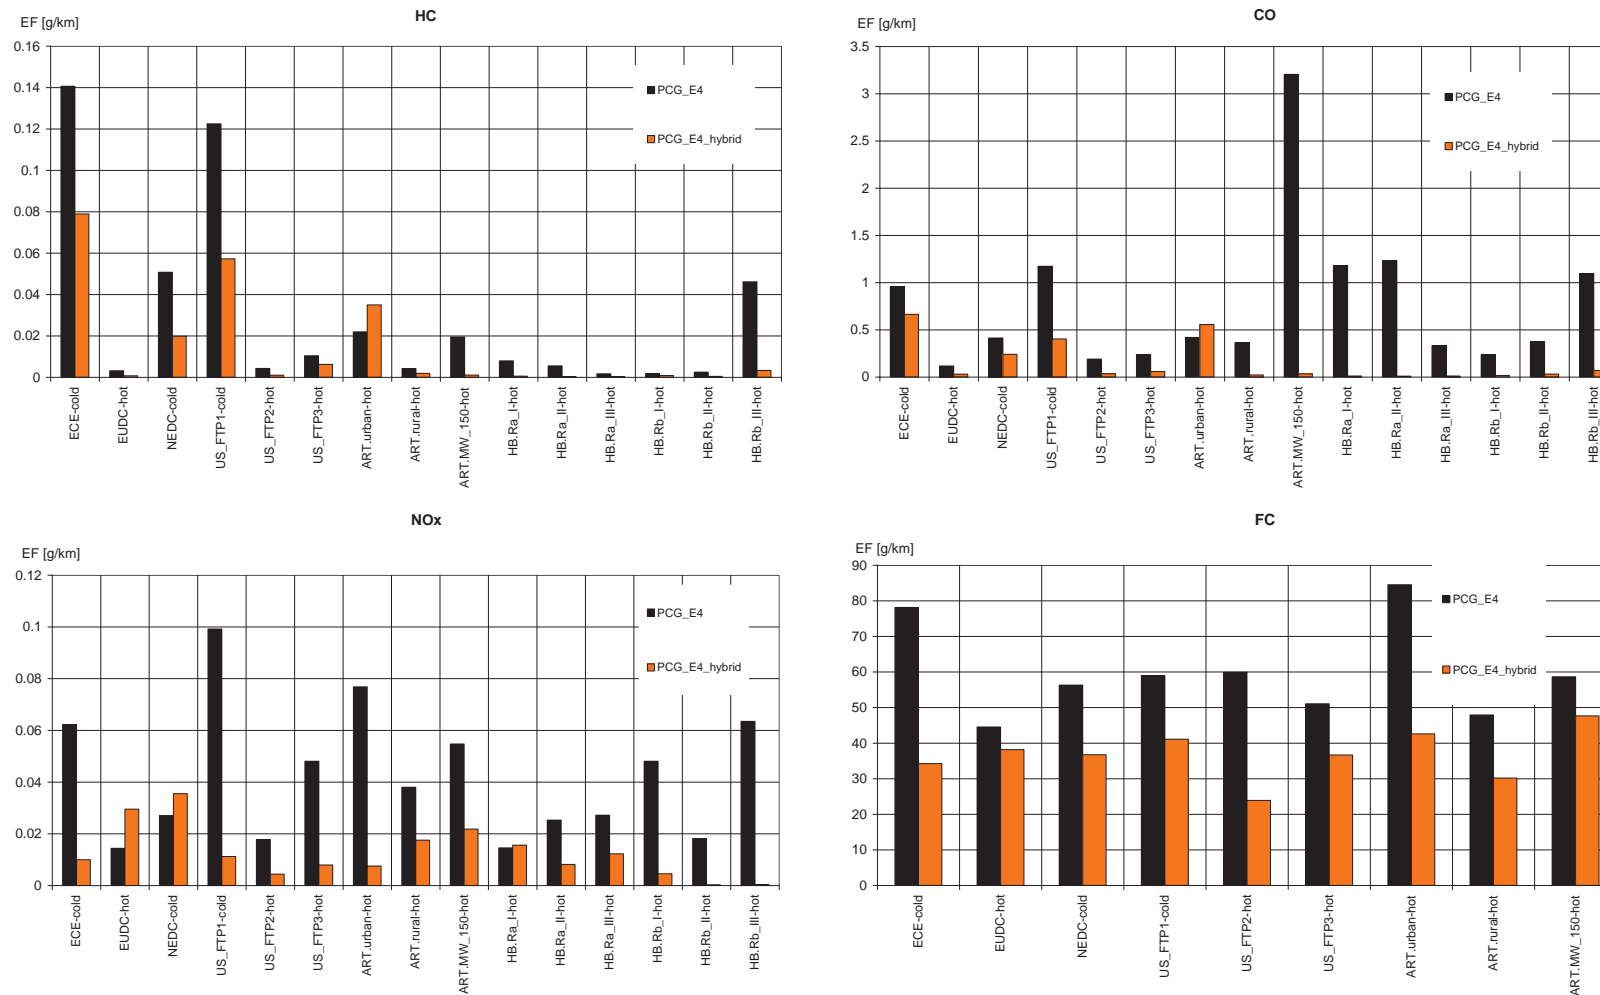 HC
EF [g/km]
0.16
0.14
0.12
0.1
0.08
0.06
0.04
0.02
0
PCG_E4
PCG_E4_hybrid
ECE-cold
EUDC-hot
NEDC-cold
US_FTP1-cold
US_FTP2-hot
US_FTP3-hot
ART.urban-hot
ART.rural-hot
ART.MW_150-hot
HB.Ra_I-hot
HB.Ra_II-hot
HB.Ra_III-hot
HB.Rb_I-hot
HB.Rb_II-hot
HB.Rb_III-hot
CO
EF [g/km]
3.5
3
2.5
2
1.5
1
0.5
0
PCG_E4
PCG_E4_hybrid
ECE-cold
EUDC-hot
NEDC-cold
US_FTP1-cold
US_FTP2-hot
US_FTP3-hot
ART.urban-hot
ART.rural-hot
ART.MW_150-hot
HB.Ra_I-hot
HB.Ra_II-hot
HB.Ra_III-hot
HB.Rb_I-hot
HB.Rb_II-hot
HB.Rb_III-hot
NOx
EF [g/km]
0.12
0.1
0.08
0.06
0.04
0.02
0
PCG_E4
PCG_E4_hybrid
ECE-cold
EUDC-hot
NEDC-cold
US_FTP1-cold
US_FTP2-hot
US_FTP3-hot
ART.urban-hot
ART.rural-hot
ART.MW_150-hot
HB.Ra_I-hot
HB.Ra_II-hot
HB.Ra_III-hot
HB.Rb_I-hot
HB.Rb_II-hot
HB.Rb_III-hot
FC
EF [g/km]
90
80
70
60
50
40
30
20
10
0
PCG_E4
PCG_E4_hybrid
ECE-cold
EUDC-hot
NEDC-cold
US_FTP1-cold
US_FTP2-hot
US_FTP3-hot
ART.urban-hot
ART.rural-hot
ART.MW_150-hot